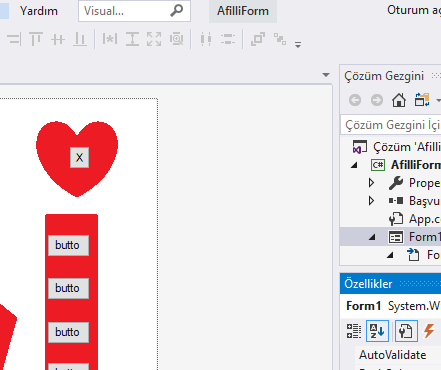 Yardım
Visual...
AfilliForm
Oturum aç
Çözüm Gezgini
Çözüm Gezgini İçi
Çözüm 'Afilli
C#
AfilliForm
Prope
Başvu
App.c
Form1
Fo
X
butto
butto
butto
Özellikler
Form1 System.W
AutoValidate